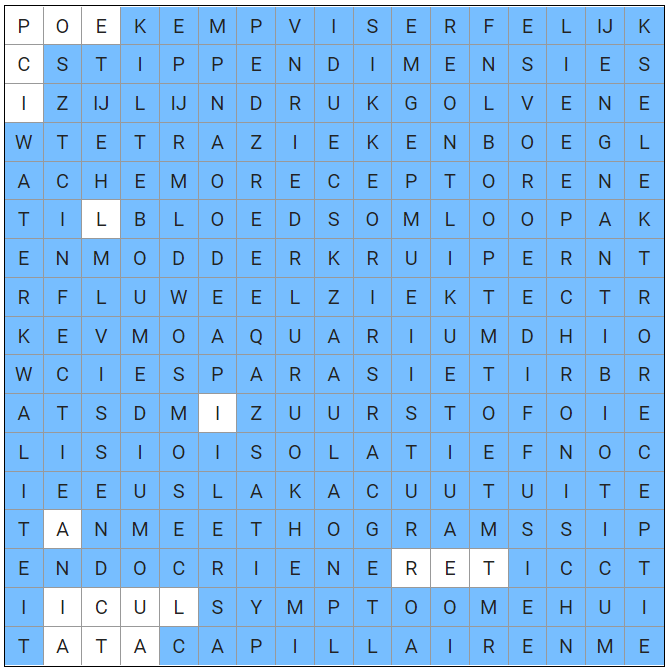 P O E K E M P V I S E R F E L IJ K
C S T I P P E N D I M E N S I E S
I Z IJ L IJ N D R U K G O L V E N E
W T E T R A Z I E K E N B O E G L
A C H E M O R E C E P T O R E N E
T I L B L O E D S O M L O O P A K
E N M O D D E R K R U I P E R N T
R F L U W E E L Z I E K T E C T R
K E V M O A Q U A R I U M D H I O
W C I E S P A R A S I E T I R B R
A T S D M I Z U U R S T O F O I E
L I S I O I S O L A T I E F N O C
I E E U S L A K A C U U T U I T E
T A N M E E T H O G R A M S S I P
E N D O C R I E N E R E T I C C T
I I C U L S Y M P T O O M E H U I
T A T A C A P I L L A I R E N M E